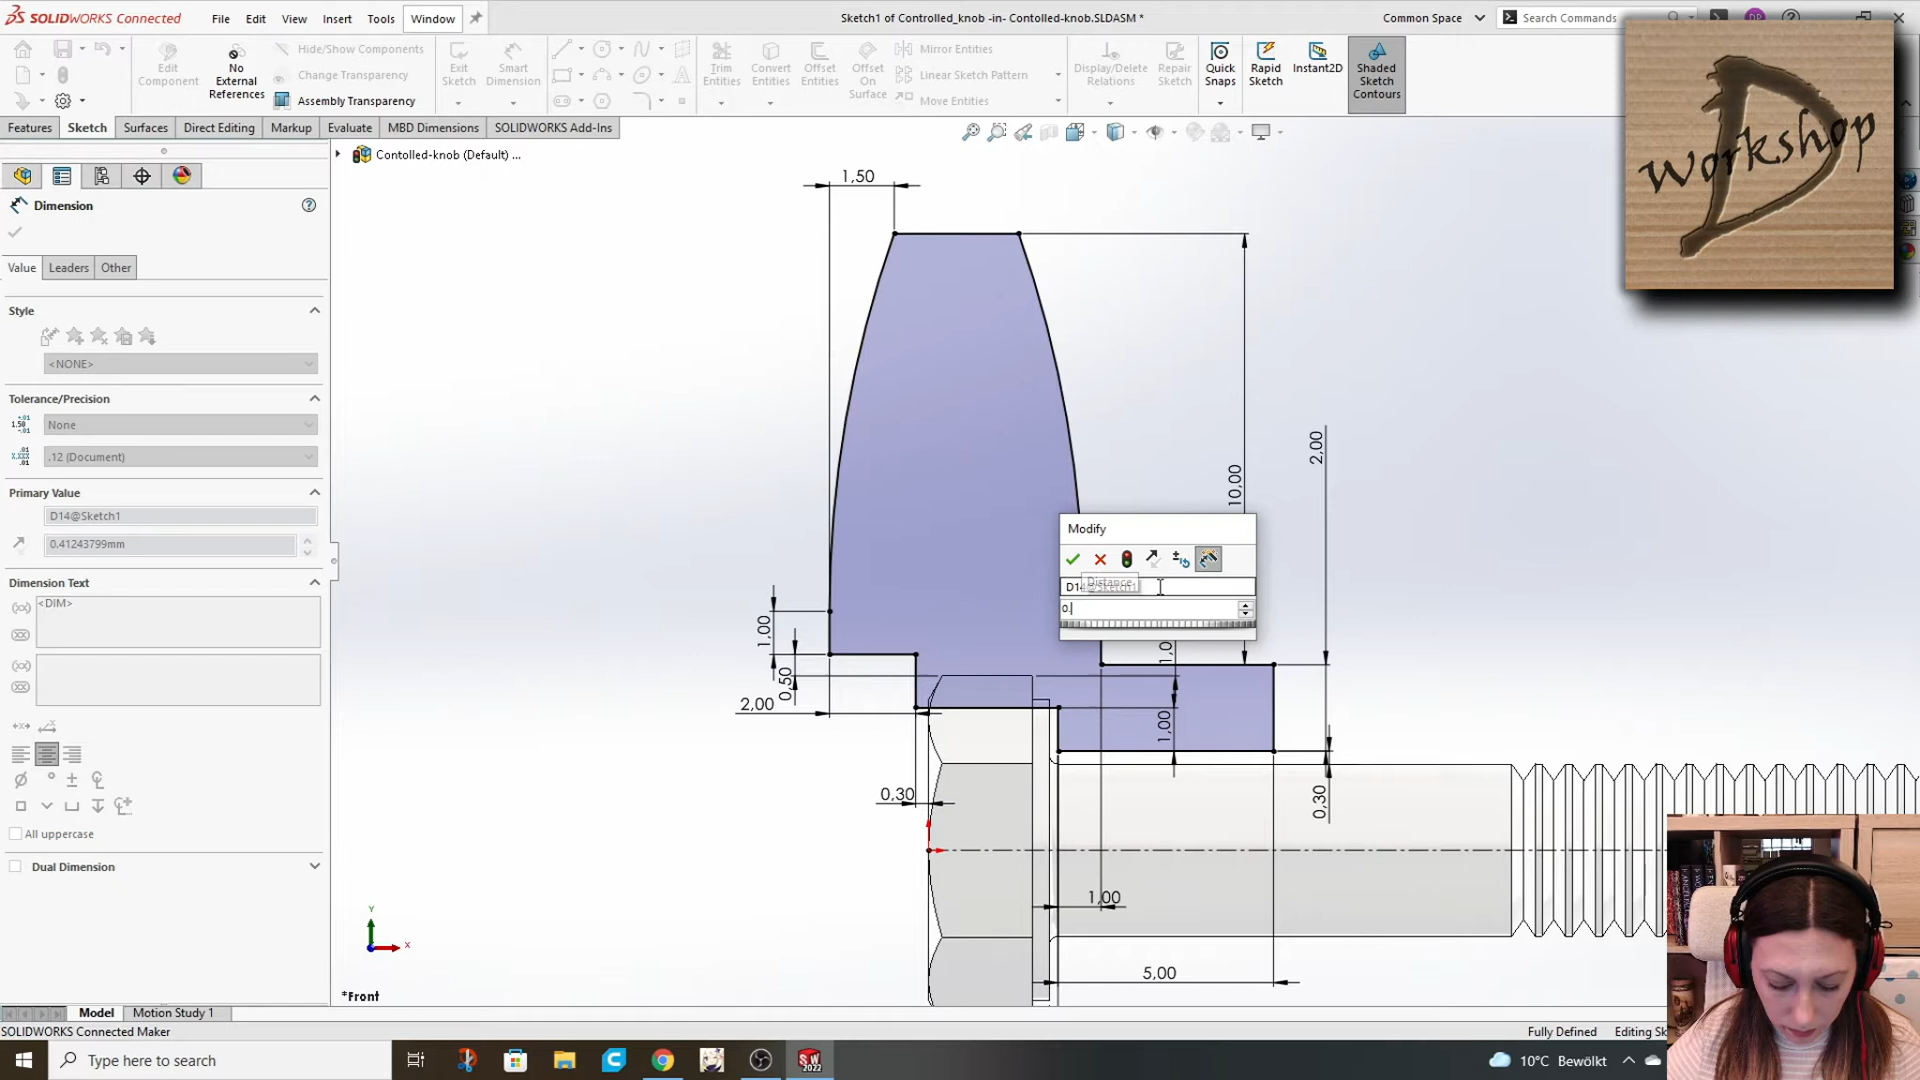 SOLIDWORKS Connected
File Edit View Insert Tools Window
Sketch1 of Controlled_knob -in- Contolled-knob.SLDASM *
Common Space
Search Commands
Edit Component
No External References
Hide/Show Components
Change Transparency
Assembly Transparency
Exit Sketch
Smart Dimension
Trim Entities
Convert Entities
Offset Entities
Offset On Surface
Mirror Entities
Linear Sketch Pattern
Move Entities
Display/Delete Relations
Repair Sketch
Quick Snaps
Rapid Sketch
Instant2D
Shaded Sketch Contours
D
Workshop
Features Sketch Surfaces Direct Editing Markup Evaluate MBD Dimensions SOLIDWORKS Add-Ins
Contolled-knob (Default) ...
Dimension
Value Leaders Other
Style
<NONE>
Tolerance/Precision
None
.12 (Document)
Primary Value
D14@Sketch1
0.41243799mm
Dimension Text
<DIM>
All uppercase
Dual Dimension
1,50
10,00
2,00
Modify
D14@Sketch1
Distance
0.
1,00
0,50
2,00
0,30
1,0
1,00
0,30
1,00
5,00
Y
X
*Front
Model Motion Study 1
SOLIDWORKS Connected Maker
Fully Defined
Editing Sk
Type here to search
SW
2022
10°C Bewölkt